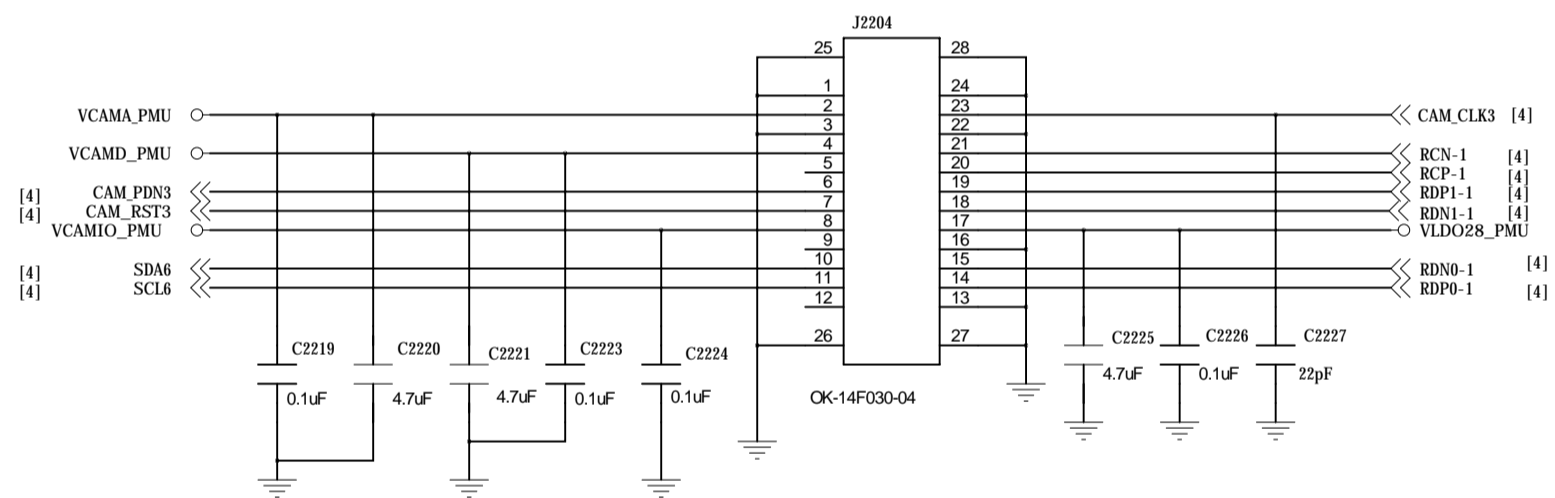 J2204
25 28
1 24
VCAMA_PMU 2 23 CAM_CLK3 [4]
3 22
VCAMD_PMU 4 21 RCN-1 [4]
5 20 RCP-1 [4]
[4] CAM_PDN3 6 19 RDP1-1 [4]
[4] CAM_RST3 7 18 RDN1-1 [4]
VCAMIO_PMU 8 17 VLDO28_PMU
9 16
[4] SDA6 10 15 RDN0-1 [4]
[4] SCL6 11 14 RDP0-1 [4]
12 13
26 27
C2219 C2220 C2221 C2223 C2224 C2225 C2226 C2227
0.1uF 4.7uF 4.7uF 0.1uF 0.1uF 4.7uF 0.1uF 22pF
OK-14F030-04